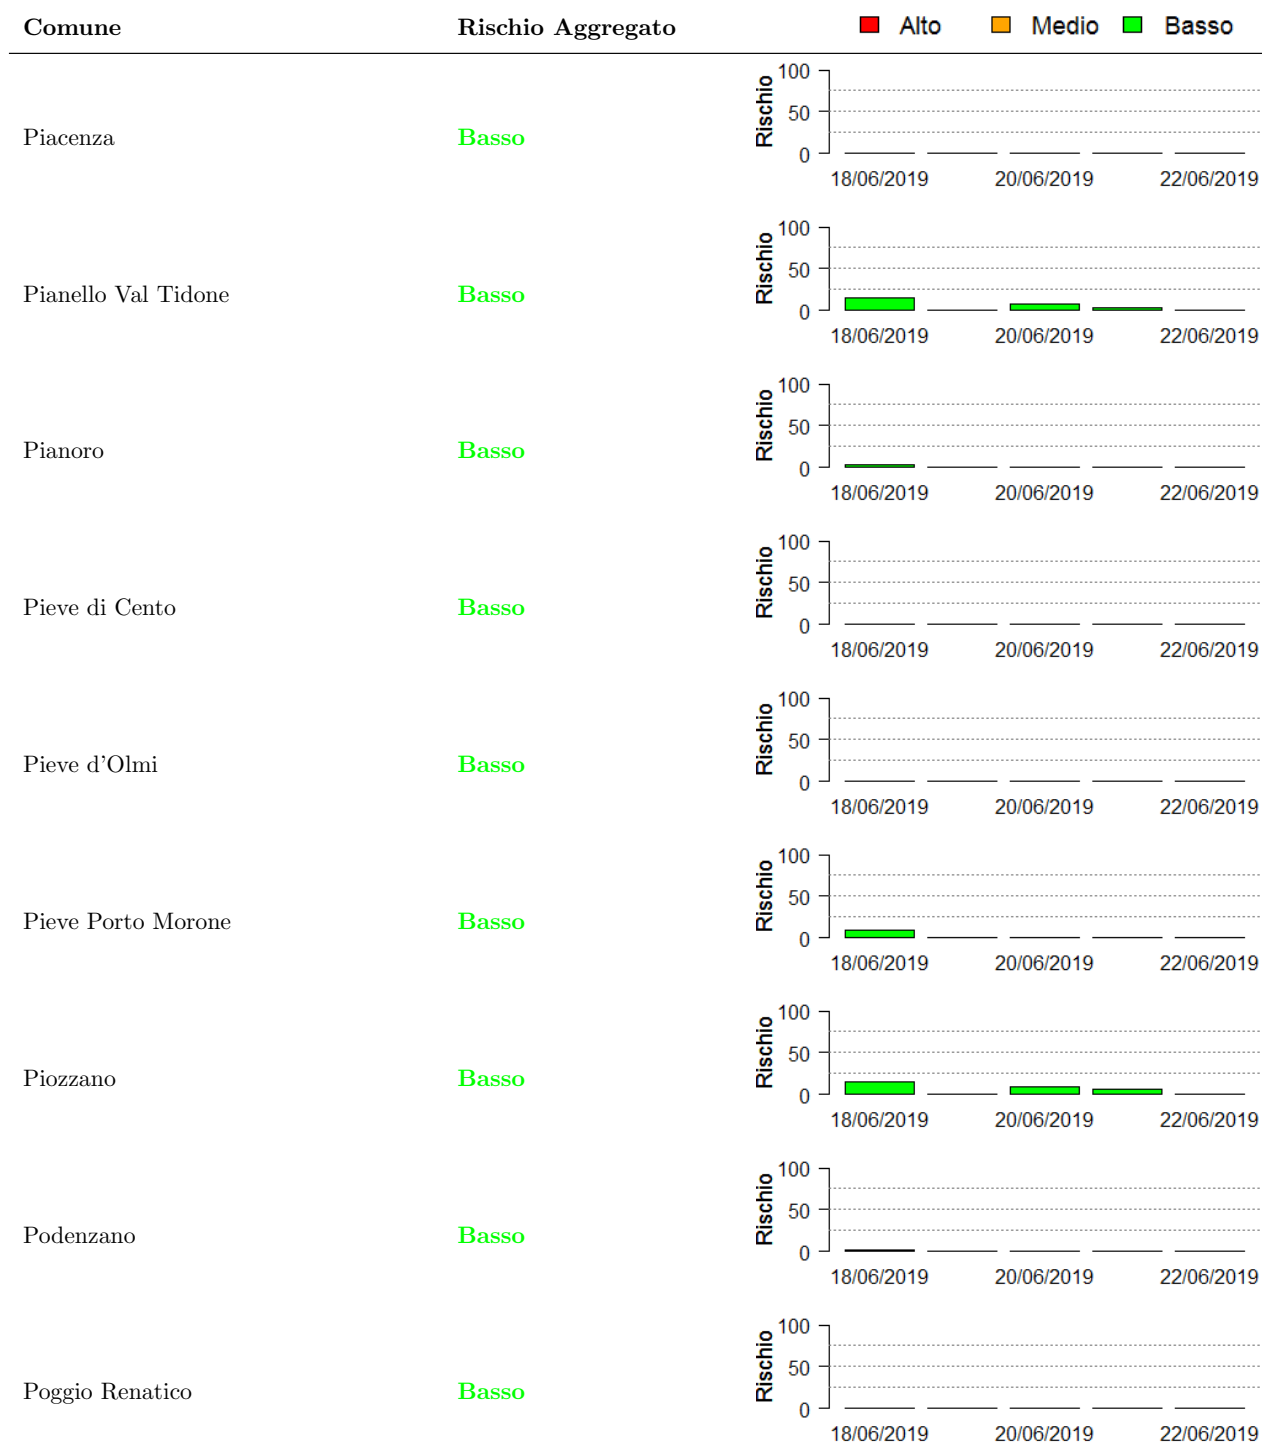 Comune Rischio Aggregato Alto Medio Basso
Piacenza Basso Rischio 100 50 0
18/06/2019 20/06/2019 22/06/2019
Pianello Val Tidone Basso Rischio 100 50 0
18/06/2019 20/06/2019 22/06/2019
Pianoro Basso Rischio 100 50 0
18/06/2019 20/06/2019 22/06/2019
Pieve di Cento Basso Rischio 100 50 0
18/06/2019 20/06/2019 22/06/2019
Pieve d'Olmi Basso Rischio 100 50 0
18/06/2019 20/06/2019 22/06/2019
Pieve Porto Morone Basso Rischio 100 50 0
18/06/2019 20/06/2019 22/06/2019
Piozzano Basso Rischio 100 50 0
18/06/2019 20/06/2019 22/06/2019
Podenzano Basso Rischio 100 50 0
18/06/2019 20/06/2019 22/06/2019
Poggio Renatico Basso Rischio 100 50 0
18/06/2019 20/06/2019 22/06/2019